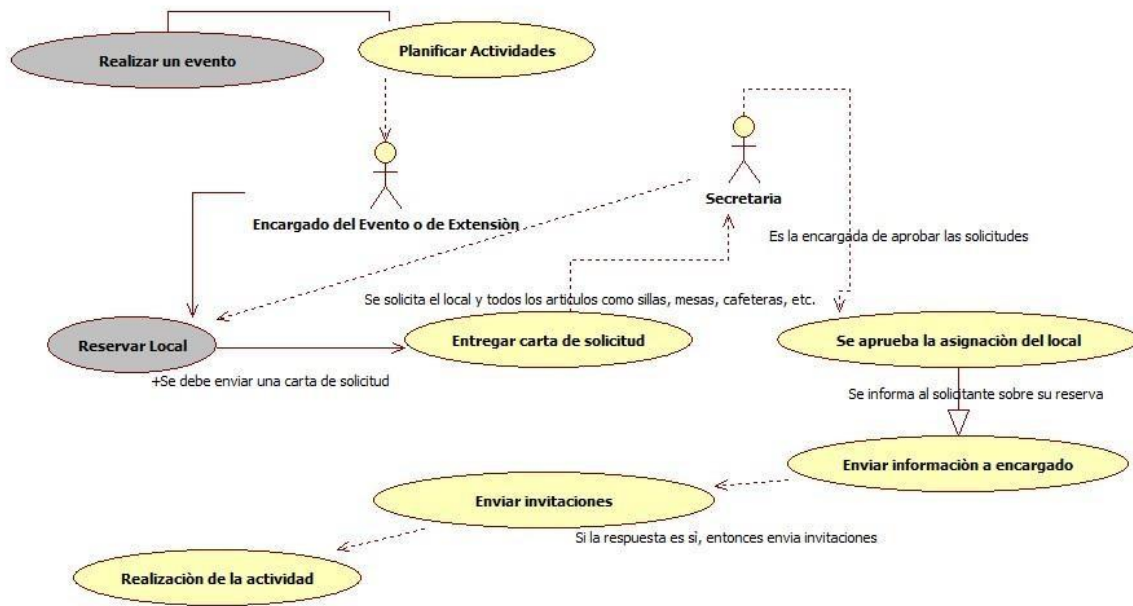 Planificar Actividades
Realizar un evento
Secretaria
Encargado del Evento o de Extensiòn
Es la encargada de aprobar las solicitudes
Se solicita el local y todos los articulos como sillas, mesas, cafeteras, etc.
Reservar Local
Entregar carta de solicitud
Se aprueba la asignaciòn del local
+Se debe enviar una carta de solicitud
Se informa al solicitante sobre su reserva
Enviar informaciòn a encargado
Enviar invitaciones
Si la respuesta es sì, entonces envia invitaciones
Realizaciòn de la actividad